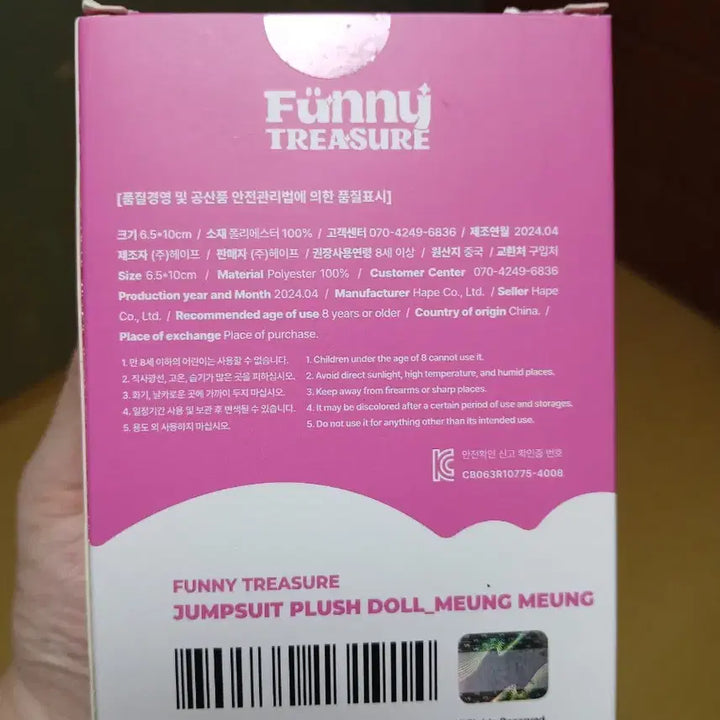 Funny
TREASURE
[품질경영 및 공산품 안전관리법에 의한 품질표시]
크기 6.5*10cm / 소재 폴리에스터 100% / 고객센터 070-4249-6836 / 제조연월 2024.04
제조자 (주)헤이프 / 판매자 (주)헤이프 / 권장사용연령 8세 이상 / 원산지 중국 / 교환처 구입처
Size 6.5*10cm / Material Polyester 100% / Customer Center 070-4249-6836
Production year and Month 2024.04 / Manufacturer Hape Co., Ltd. / Seller Hape
Co., Ltd. / Recommended age of use 8 years or older / Country of origin China. /
Place of exchange Place of purchase.
1. 만 8세 이하의 어린이는 사용할 수 없습니다.
2. 직사광선, 고온, 습기가 많은 곳을 피하십시오.
3. 화기, 날카로운 곳에 가까이 두지 마십시오.
4. 일정기간 사용 및 보관 후 변색될 수 있습니다.
5. 용도 외 사용하지 마십시오.
1. Children under the age of 8 cannot use it.
2. Avoid direct sunlight, high temperature, and humid places.
3. Keep away from firearms or sharp places.
4. It may be discolored after a certain period of use and storages.
5. Do not use it for anything other than its intended use.
안전확인 신고 확인증 번호
CB063R10775-4008
FUNNY TREASURE
JUMPSUIT PLUSH DOLL_MEUNG MEUNG